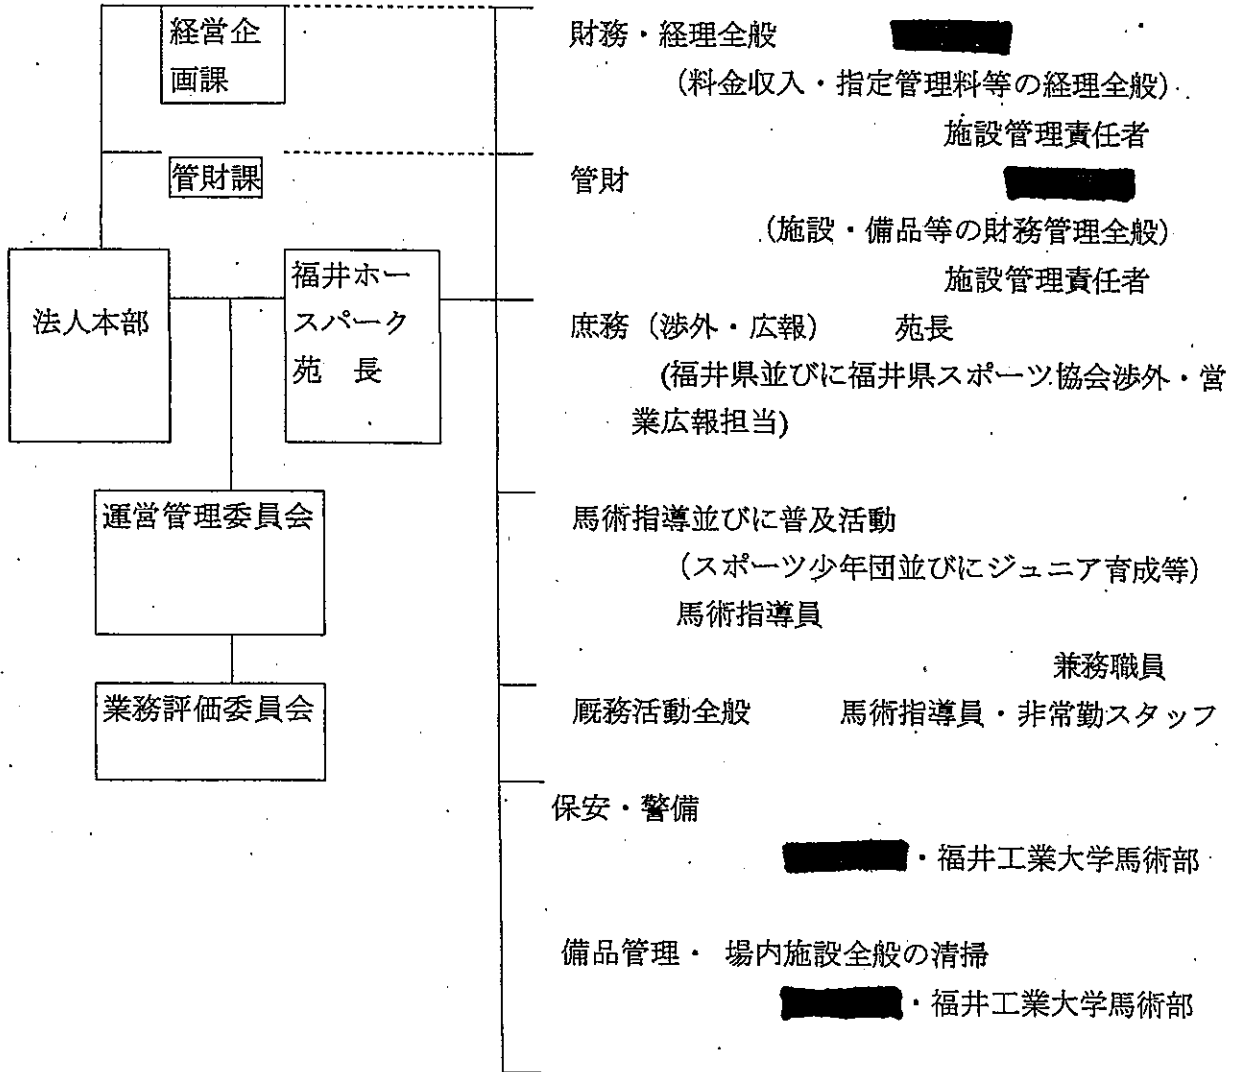 経営企
画課
管財課
法人本部
福井ホー
スパーク
苑　長
運営管理委員会
業務評価委員会
財務・経理全般
（料金収入・指定管理料等の経理全般）
施設管理責任者
管財
（施設・備品等の財務管理全般）
施設管理責任者
庶務（渉外・広報）　苑長
(福井県並びに福井県スポーツ協会渉外・営
業広報担当)
馬術指導並びに普及活動
（スポーツ少年団並びにジュニア育成等）
馬術指導員
兼務職員
厩務活動全般　馬術指導員・非常勤スタッフ
保安・警備
・福井工業大学馬術部
備品管理・ 場内施設全般の清掃
・福井工業大学馬術部